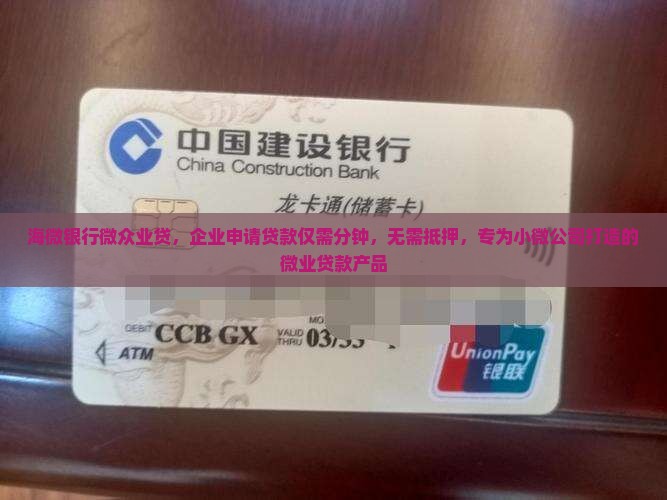 中国建设银行
China Construction Bank
龙卡通(储蓄卡)
海微银行微众业贷，企业申请贷款仅需分钟，无需抵押，专为小微公司打造的
微业贷款产品
MO
DEBIT CCB GX VALID THRU 03/33
ATM
UnionPay
银联